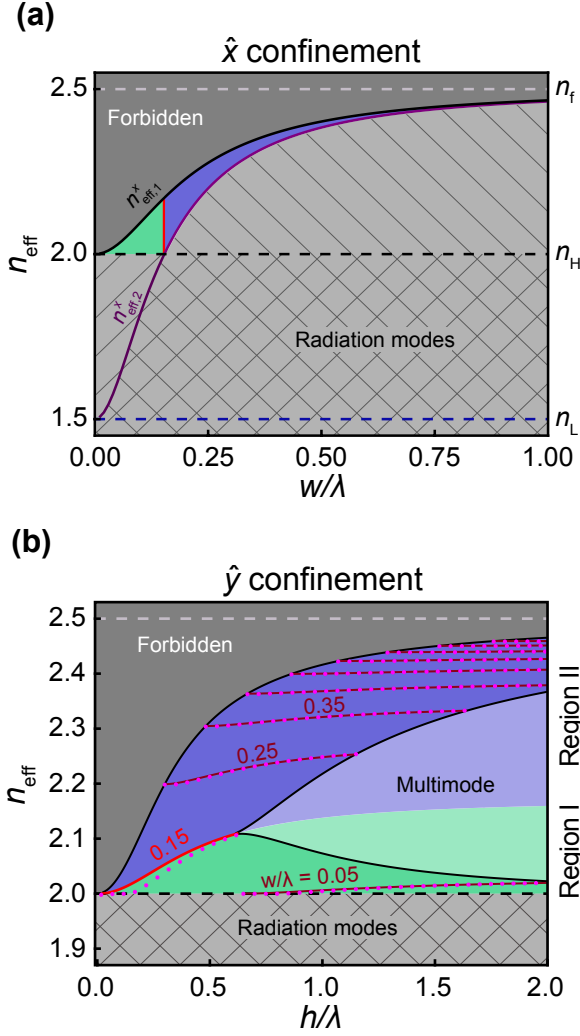 (a)
x̂ confinement
2.5
2.0
1.5
n_eff
Forbidden
n^x_eff,1
n^x_eff,2
Radiation modes
n_f
n_H
n_L
0.00 0.25 0.50 0.75 1.00
w/λ
(b)
ŷ confinement
2.5
2.4
2.3
2.2
2.1
2.0
1.9
n_eff
Forbidden
0.35
0.25
0.15
Multimode
w/λ = 0.05
Radiation modes
Region II
Region I
0.0 0.5 1.0 1.5 2.0
h/λ